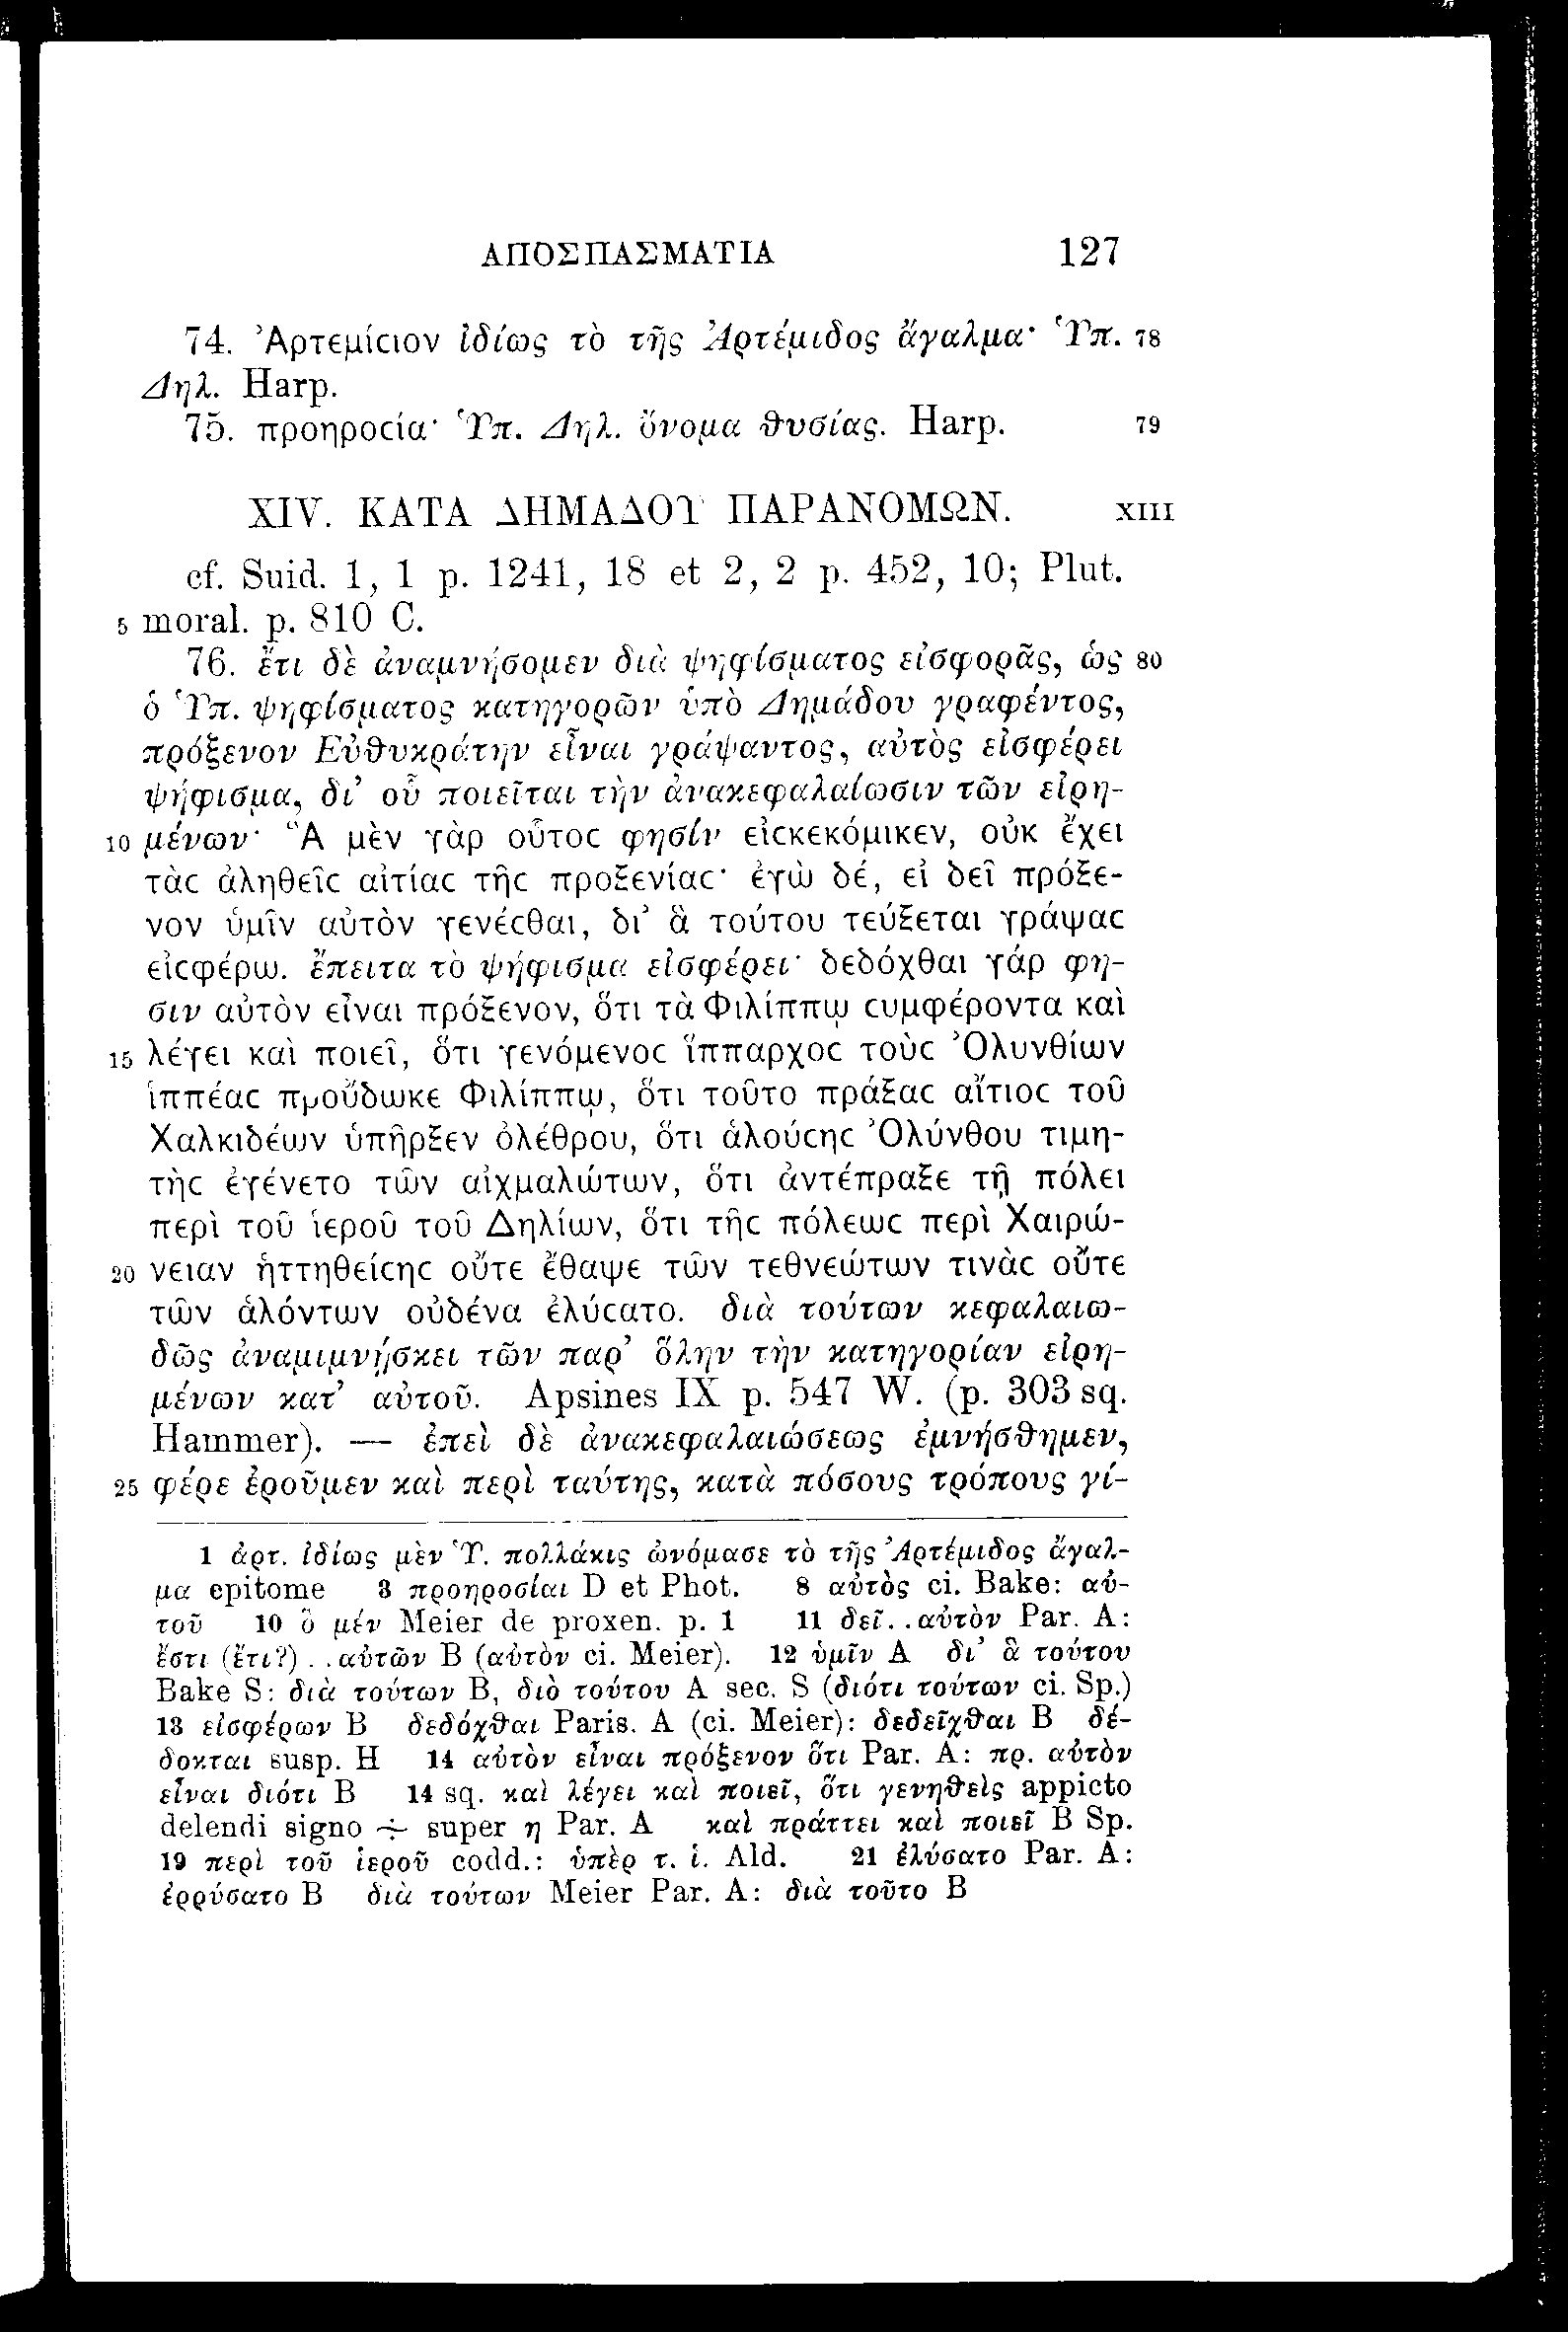 ΑΠΟΣΠΑΣΜΑΤΙΑ 127
74. Ἀρτεμίϲιον ἰδίως τὸ τῆς Ἀρτέμιδος ἄγαλμα· Ὑπ. 78
Δηλ. Harp.
75. προηροϲία· Ὑπ. Δηλ. ὄνομα θυσίας. Harp. 79
XIV. ΚΑΤΑ ΔΗΜΑΔΟΥ ΠΑΡΑΝΟΜΩΝ. XIII
cf. Suid. 1, 1 p. 1241, 18 et 2, 2 p. 452, 10; Plut.
5 moral. p. 810 C.
76. ἔτι δὲ ἀναμνήσομεν διὰ ψηφίσματος εἰσφορᾶς, ὡς 80
ὁ Ὑπ. ψηφίσματος κατηγορῶν ὑπὸ Δημάδου γραφέντος,
πρόξενον Εὐθυκράτην εἶναι γράψαντος, αὐτὸς εἰσφέρει
ψήφισμα, δι’ οὗ ποιεῖται τὴν ἀνακεφαλαίωσιν τῶν εἰρη-
10 μένων· Ἃ μὲν γὰρ οὗτοϲ φησίν εἰϲκεκόμικεν, οὐκ ἔχει
τὰϲ ἀληθεῖϲ αἰτίαϲ τῆϲ προξενίαϲ· ἐγὼ δέ, εἰ δεῖ πρόξε-
νον ὑμῖν αὐτὸν γενέϲθαι, δι’ ἃ τούτου τεύξεται γράψαϲ
εἰϲφέρω. ἔπειτα τὸ ψήφισμα εἰσφέρει· δεδόχθαι γάρ φη-
σιν αὐτὸν εἶναι πρόξενον, ὅτι τὰ Φιλίππῳ ϲυμφέροντα καὶ
15 λέγει καὶ ποιεῖ, ὅτι γενόμενοϲ ἵππαρχοϲ τοὺϲ Ὀλυνθίων
ἱππέαϲ προὔδωκε Φιλίππῳ, ὅτι τοῦτο πράξαϲ αἴτιοϲ τοῦ
Χαλκιδέων ὑπῆρξεν ὀλέθρου, ὅτι ἁλούϲηϲ Ὀλύνθου τιμη-
τὴϲ ἐγένετο τῶν αἰχμαλώτων, ὅτι ἀντέπραξε τῇ πόλει
περὶ τοῦ ἱεροῦ τοῦ Δηλίων, ὅτι τῆϲ πόλεωϲ περὶ Χαιρώ-
20 νειαν ἡττηθείϲηϲ οὔτε ἔθαψε τῶν τεθνεώτων τινὰϲ οὔτε
τῶν ἁλόντων οὐδένα ἐλύϲατο. διὰ τούτων κεφαλαιω-
δῶς ἀναμιμνήσκει τῶν παρ’ ὅλην τὴν κατηγορίαν εἰρη-
μένων κατ’ αὐτοῦ. Apsines IX p. 547 W. (p. 303 sq.
Hammer). — ἐπεὶ δὲ ἀνακεφαλαιώσεως ἐμνήσθημεν,
25 φέρε ἐροῦμεν καὶ περὶ ταύτης, κατὰ πόσους τρόπους γί-
1 ἀρτ. ἰδίως μὲν Ὑ. πολλάκις ὠνόμασε τὸ τῆς Ἀρτέμιδος ἄγαλ-
μα epitome 3 προηροσίαι D et Phot. 8 αὐτὸς ci. Bake: αὐ-
τοῦ 10 ὃ μέν Meier de proxen. p. 1 11 δεῖ..αὐτὸν Par. A:
ἔστι (ἔτι?)..αὐτῶν B (αὐτὸν ci. Meier). 12 ὑμῖν A δι’ ἃ τούτου
Bake S: διὰ τούτων B, διὸ τούτου A sec. S (διότι τούτων ci. Sp.)
13 εἰσφέρων B δεδόχθαι Paris. A (ci. Meier): δεδεῖχθαι B δέ-
δοκται susp. H 14 αὐτὸν εἶναι πρόξενον ὅτι Par. A: πρ. αὐτὸν
εἶναι διότι B 14 sq. καὶ λέγει καὶ ποιεῖ, ὅτι γενηθεὶς appicto
delendi signo ÷ super η Par. A καὶ πράττει καὶ ποιεῖ B Sp.
19 περὶ τοῦ ἱεροῦ codd.: ὑπὲρ τ. ἱ. Ald. 21 ἐλύσατο Par. A:
ἐρρύσατο B διὰ τούτων Meier Par. A: διὰ τοῦτο B